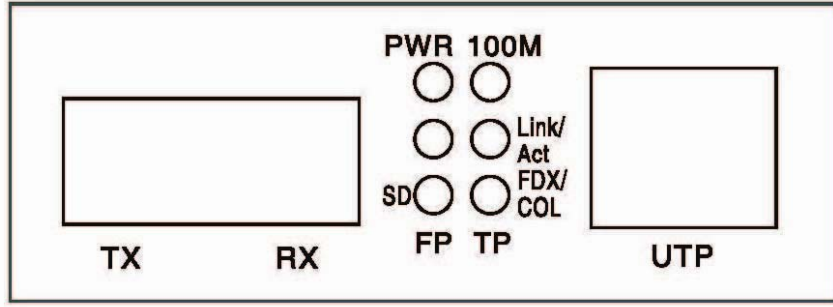 PWR 100M
Link/
Act
SD
FDX/
COL
TX
RX
FP TP
UTP